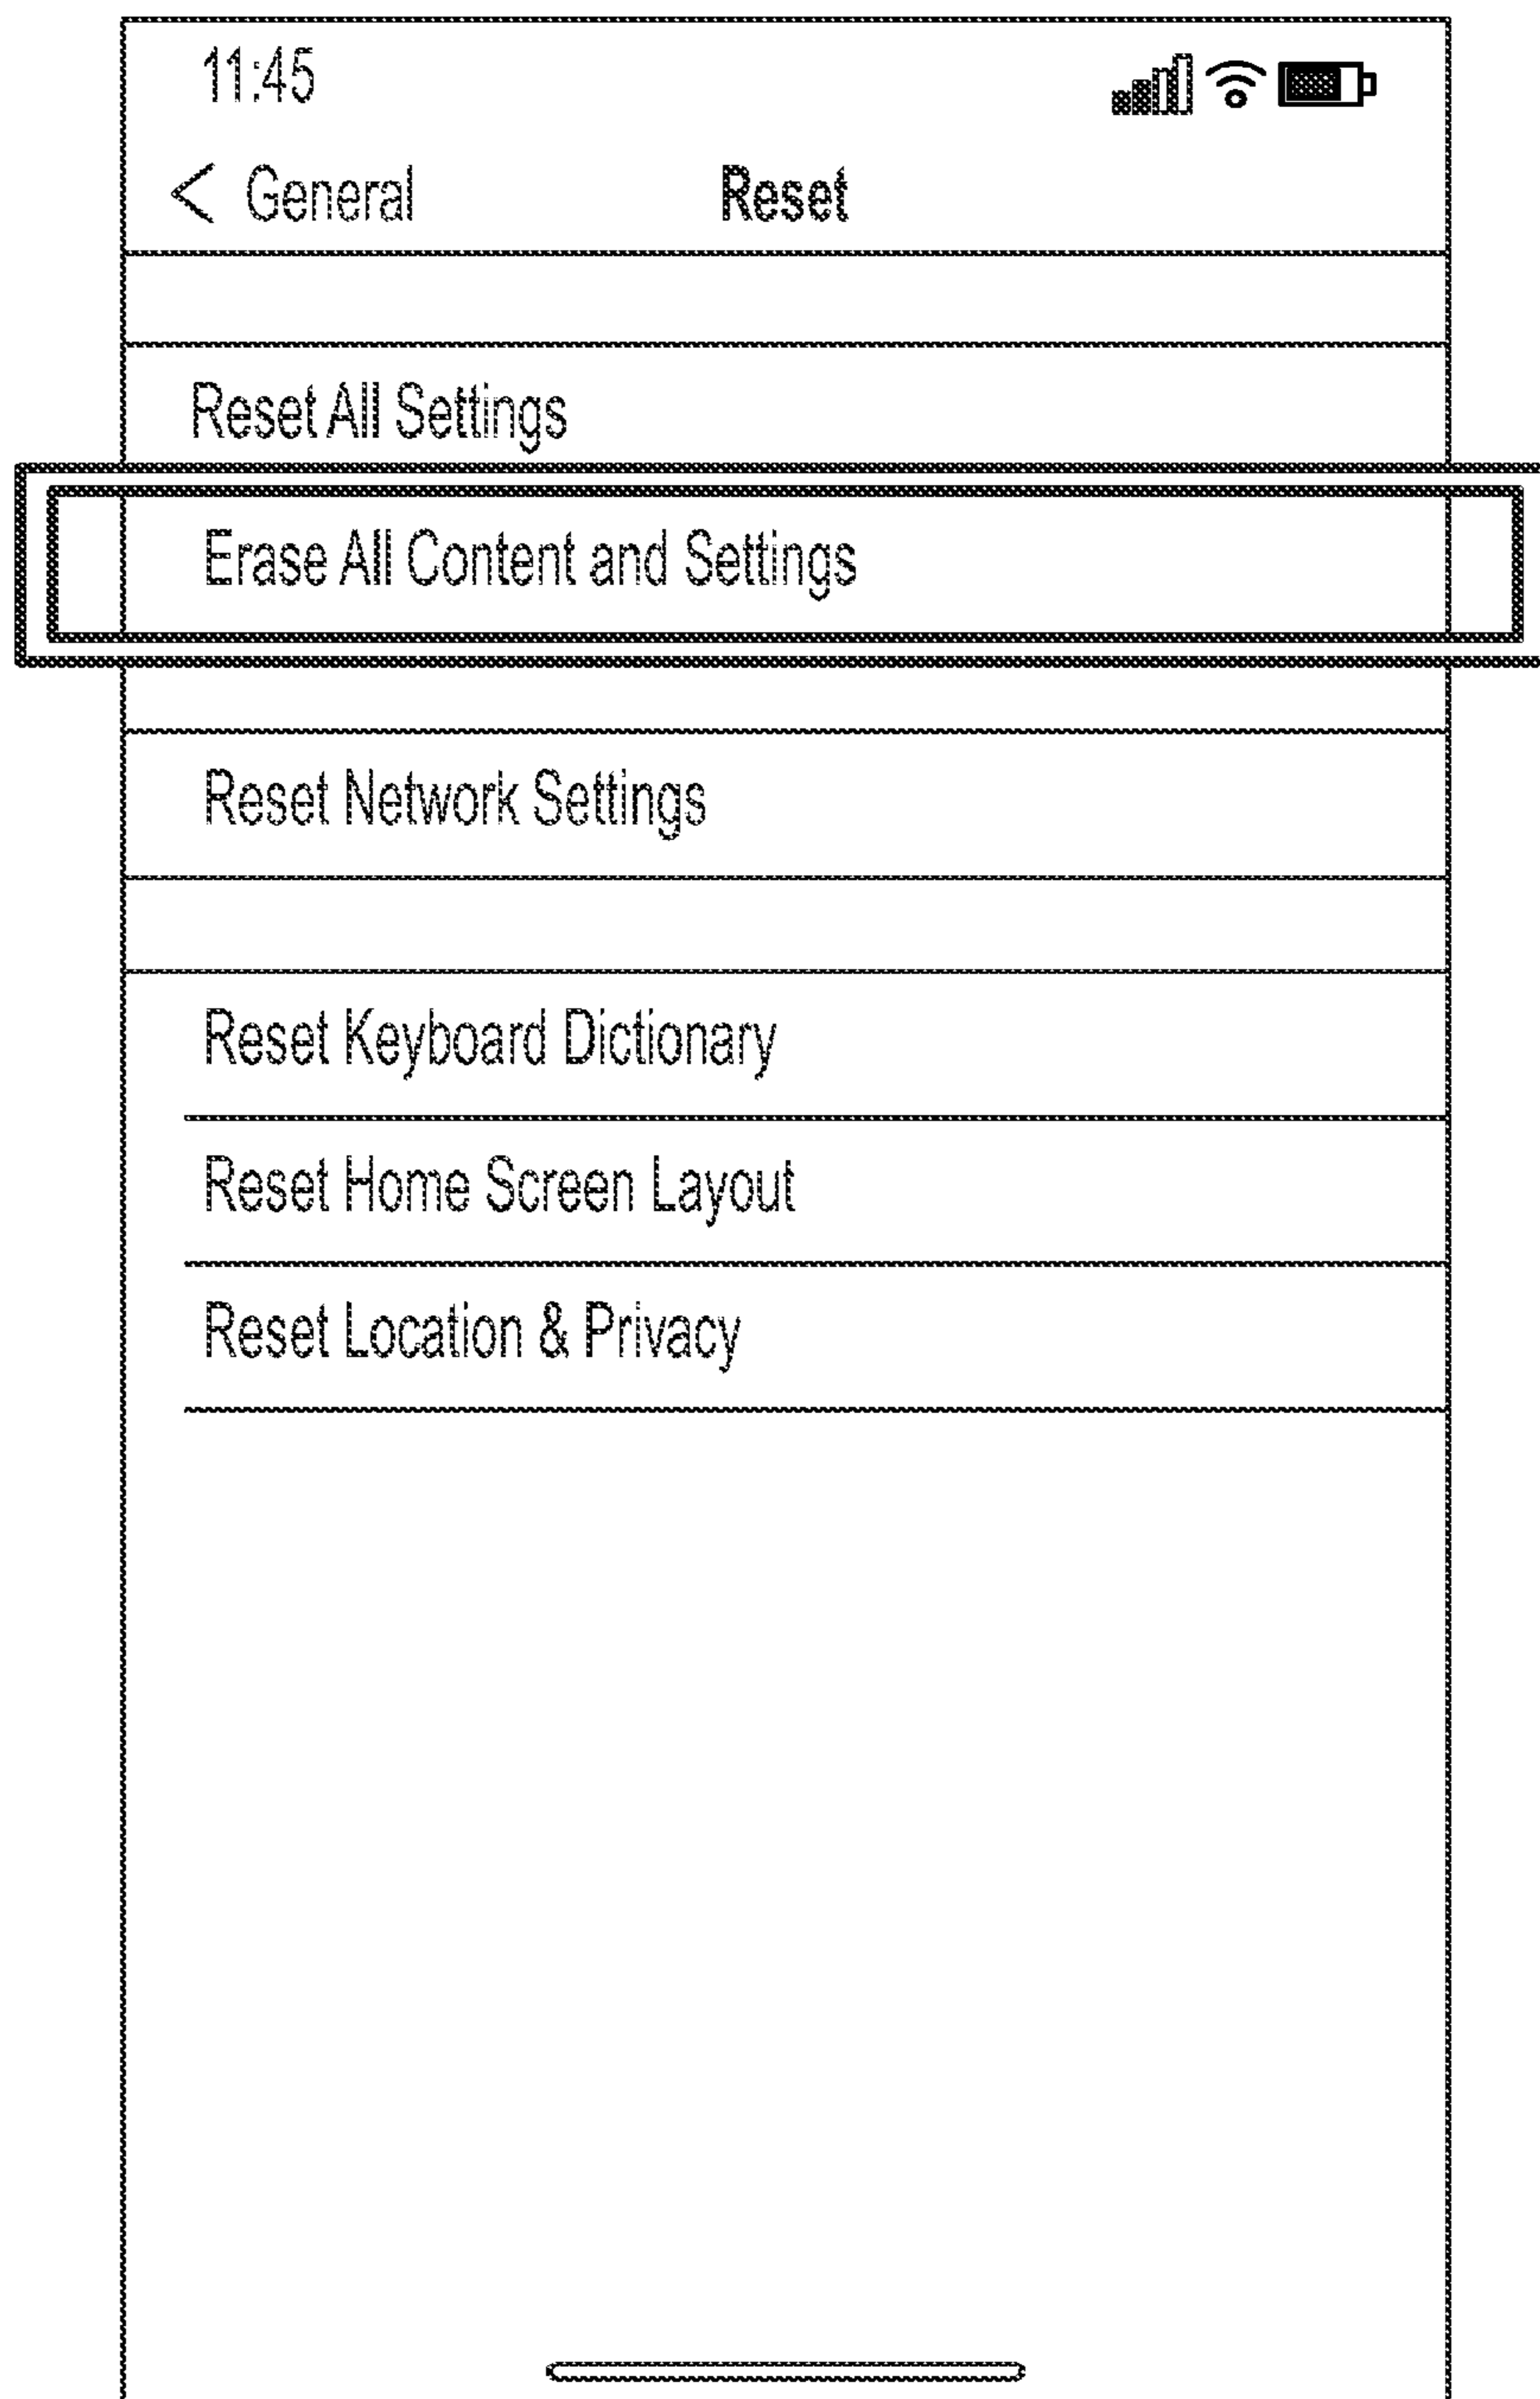 11:45
< General Reset
Reset All Settings
Erase All Content and Settings
Reset Network Settings
Reset Keyboard Dictionary
Reset Home Screen Layout
Reset Location & Privacy